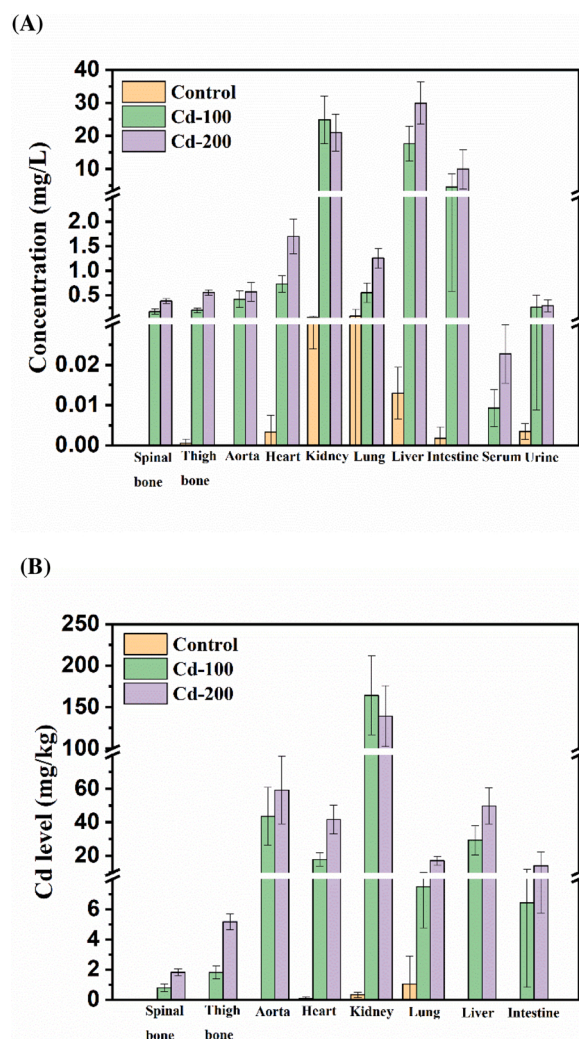 (A)
Concentration (mg/L)
40
30
20
10
2.0
1.5
1.0
0.5
0.02
0.01
0.00
Control
Cd-100
Cd-200
Spinal bone
Thigh bone
Aorta
Heart
Kidney
Lung
Liver
Intestine
Serum
Urine
(B)
Cd level (mg/kg)
250
200
150
100
60
40
20
6
4
2
0
Control
Cd-100
Cd-200
Spinal bone
Thigh bone
Aorta
Heart
Kidney
Lung
Liver
Intestine